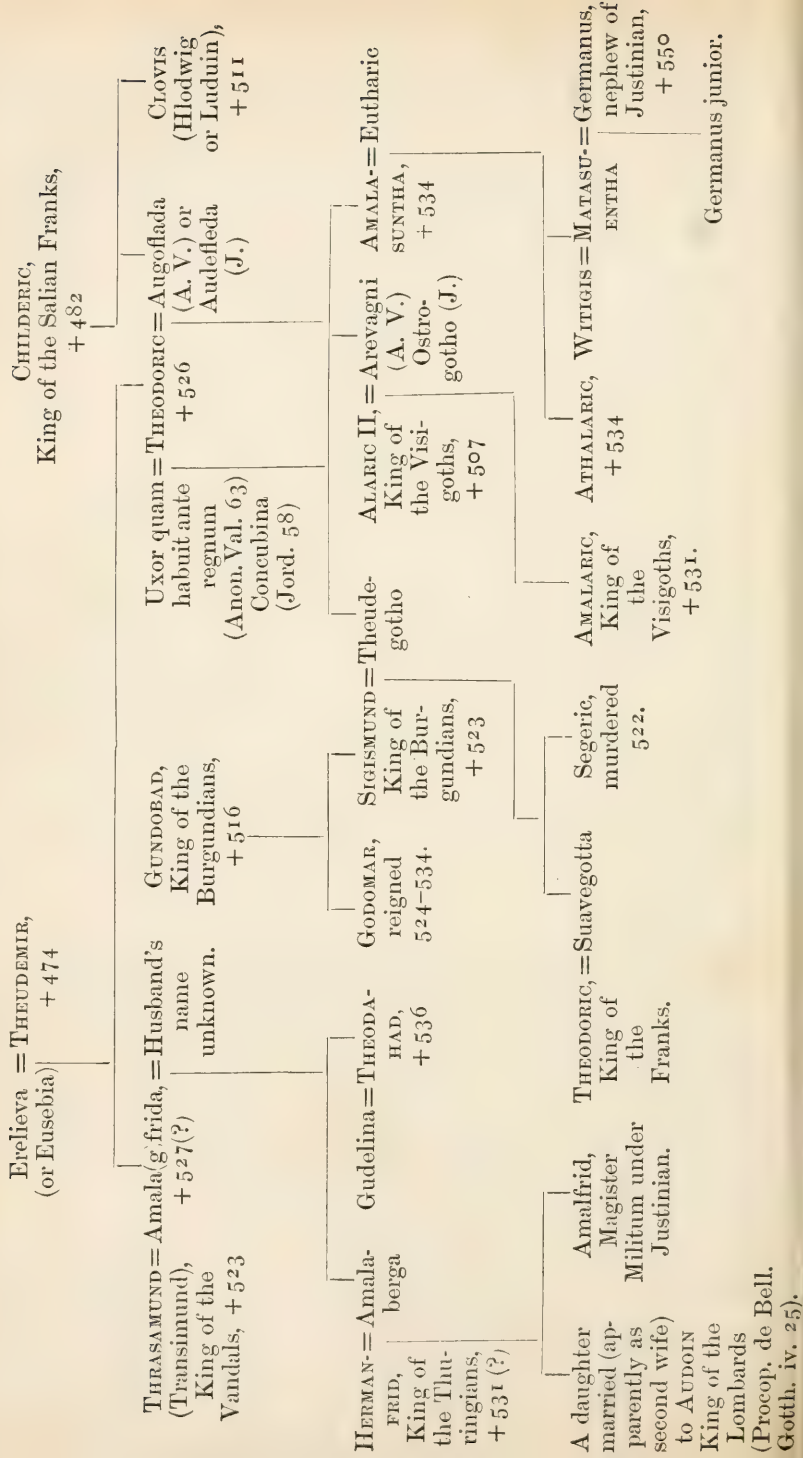 Erelieva = THEUDEMIR,
(or Eusebia) + 474
CHILDERIC,
King of the Salian Franks,
+ 482
THRASAMUND = Amala(g)frida, = Husband's
(Transimund), + 527(?) name
King of the unknown.
Vandals, + 523
GUNDOBAD,
King of the
Burgundians,
+ 516
Uxor quam = THEODORIC = Augoflada
habuit ante + 526 (A. V.) or
regnum Audefleda
(Anon. Val. 63) (J.)
Concubina
(Jord. 58)
CLOVIS
(Hlodwig
or Luduin),
+ 511
HERMAN- = Amala-
FRID, berga
King of
the Thu-
ringians,
+ 531 (?)
Gudelina = THEODA-
HAD,
+ 536
GODOMAR,
reigned
524–534.
SIGISMUND = Theude-
King of gotho
the Bur-
gundians,
+ 523
ALARIC II, = Arevagni
King of (A. V.)
the Visi- Ostro-
goths, gotho (J.)
+ 507
AMALA- = Eutharic
SUNTHA,
+ 534
A daughter
married (ap-
parently as
second wife)
to AUDOIN
King of the
Lombards
(Procop. de Bell.
Gotth. iv. 25).
Amalfrid,
Magister
Militum under
Justinian.
THEODORIC, = Suavegotta
King of
the
Franks.
Segeric,
murdered
522.
AMALARIC,
King of
the
Visigoths,
+ 531.
ATHALARIC,
+ 534
WITIGIS = MATASU- = Germanus,
ENTHA nephew of
Justinian,
+ 550
Germanus junior.